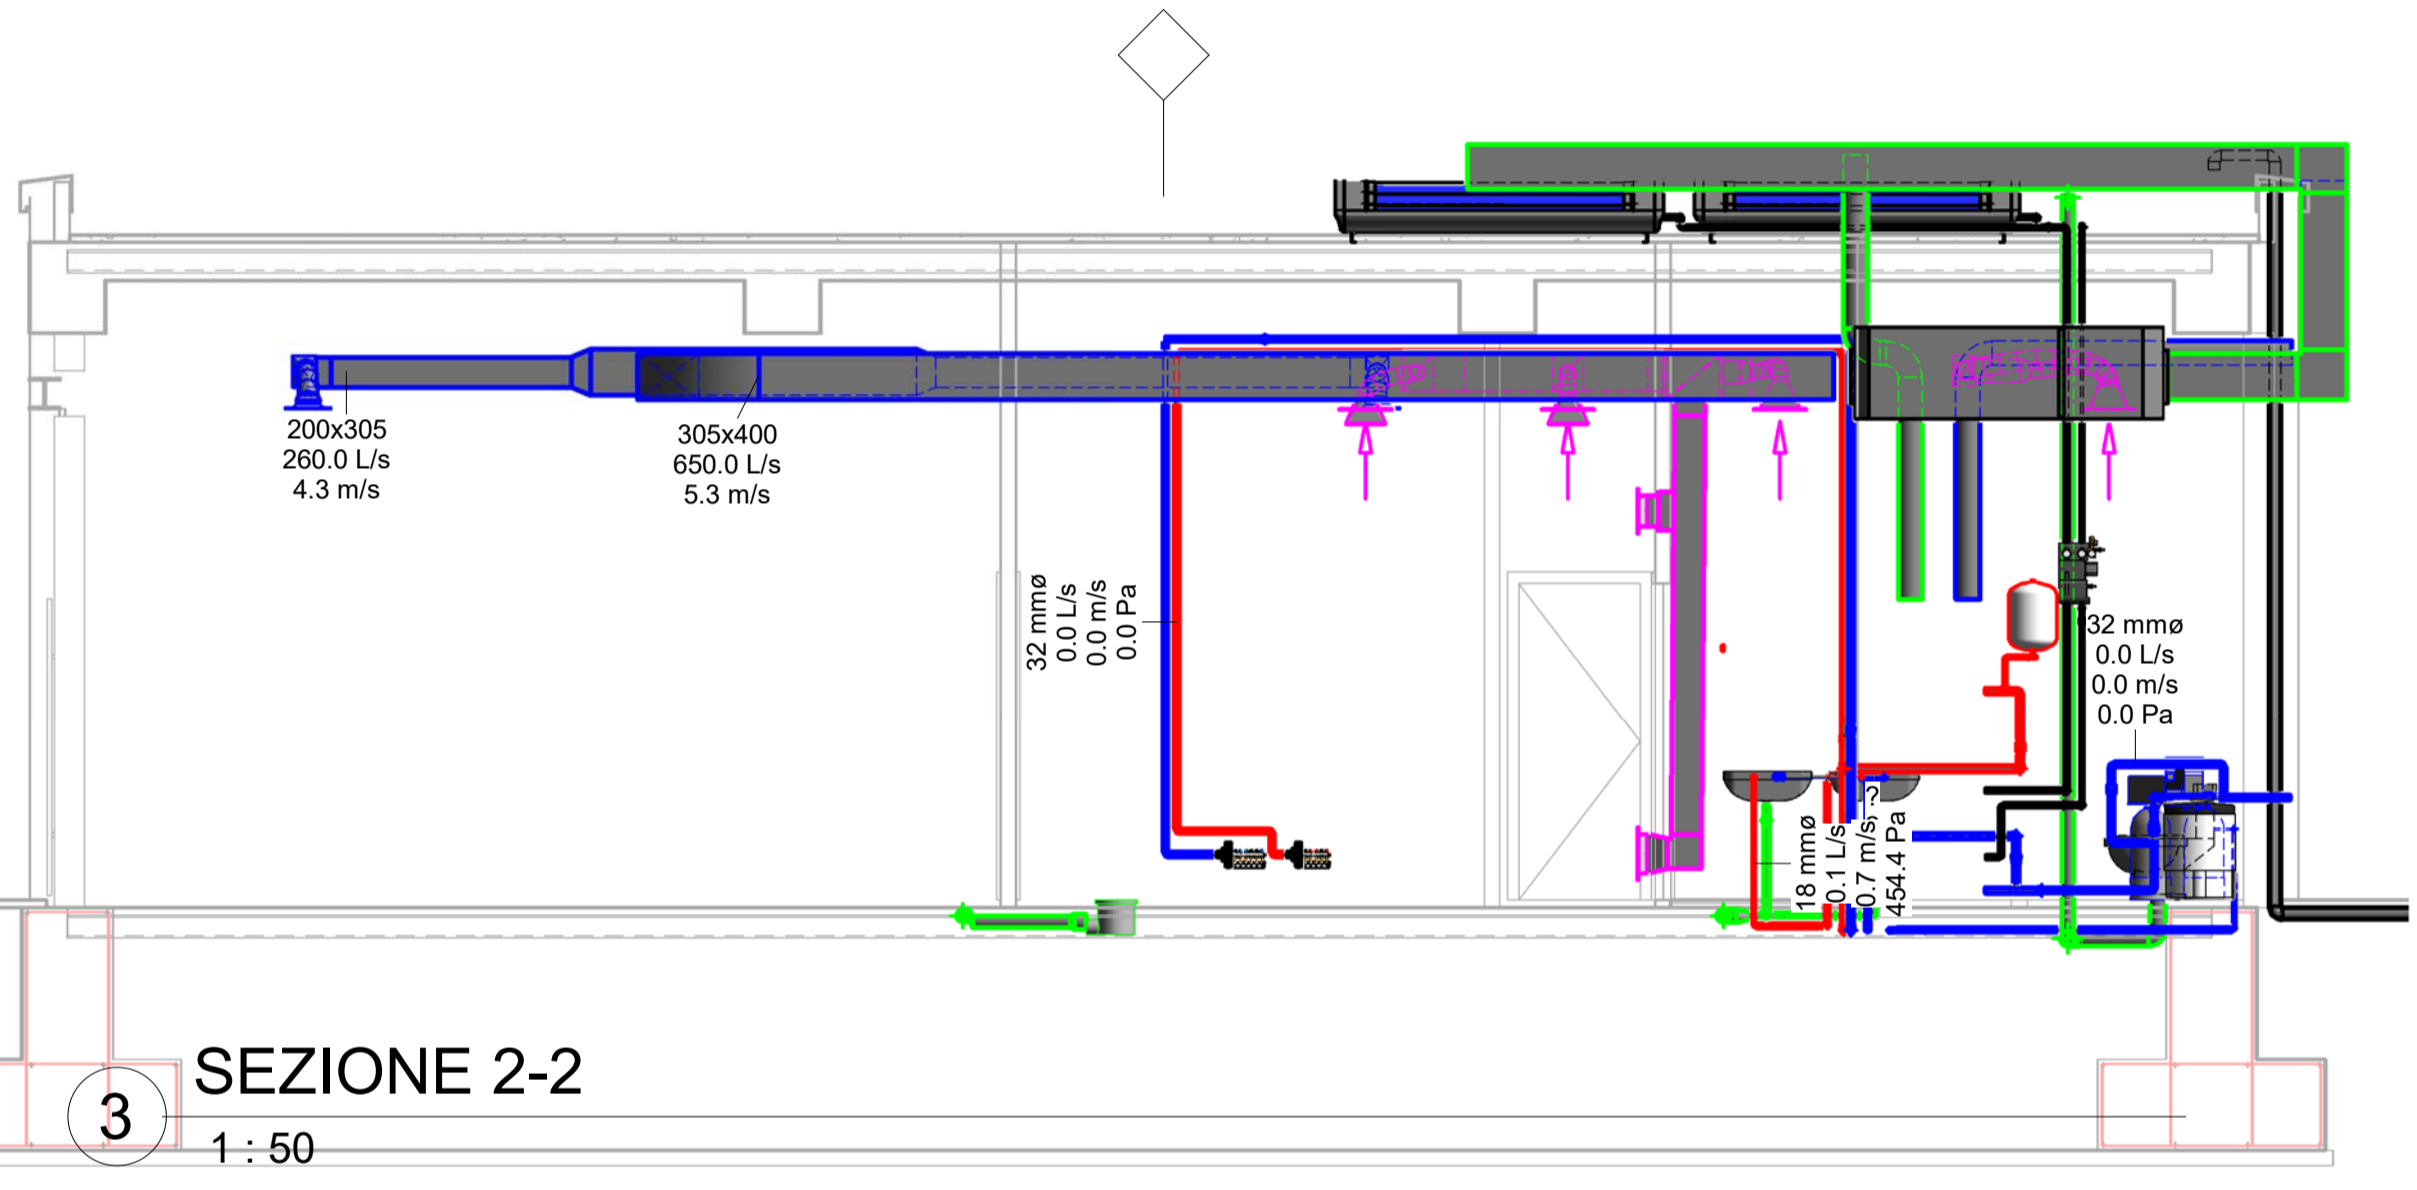 200x305
260.0 L/s
4.3 m/s
305x400
650.0 L/s
5.3 m/s
32 mmø
0.0 L/s
0.0 m/s
0.0 Pa
32 mmø
0.0 L/s
0.0 m/s
0.0 Pa
18 mmø
0.1 L/s
0.7 m/s, ?
454.4 Pa
3
SEZIONE 2-2
1 : 50